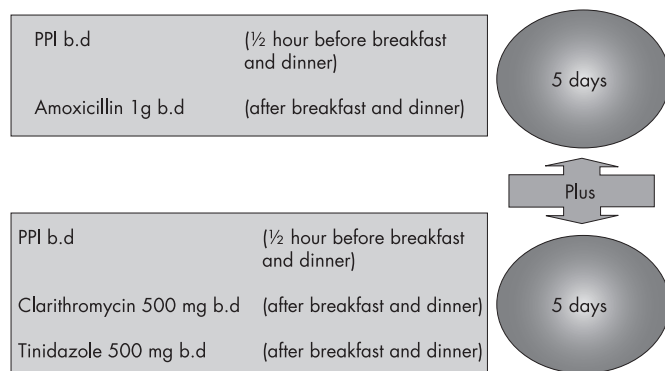 PPI b.d (½ hour before breakfast
and dinner)
Amoxicillin 1g b.d (after breakfast and dinner)
5 days
Plus
PPI b.d (½ hour before breakfast
and dinner)
Clarithromycin 500 mg b.d (after breakfast and dinner)
Tinidazole 500 mg b.d (after breakfast and dinner)
5 days